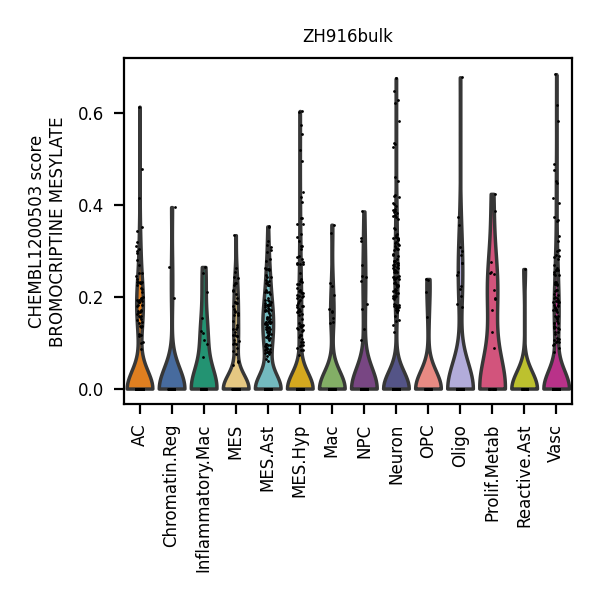 ZH916bulk
CHEMBL1200503 score
BROMOCRIPTINE MESYLATE
0.6
0.4
0.2
0.0
AC
Chromatin.Reg
Inflammatory.Mac
MES
MES.Ast
MES.Hyp
Mac
NPC
Neuron
OPC
Oligo
Prolif.Metab
Reactive.Ast
Vasc